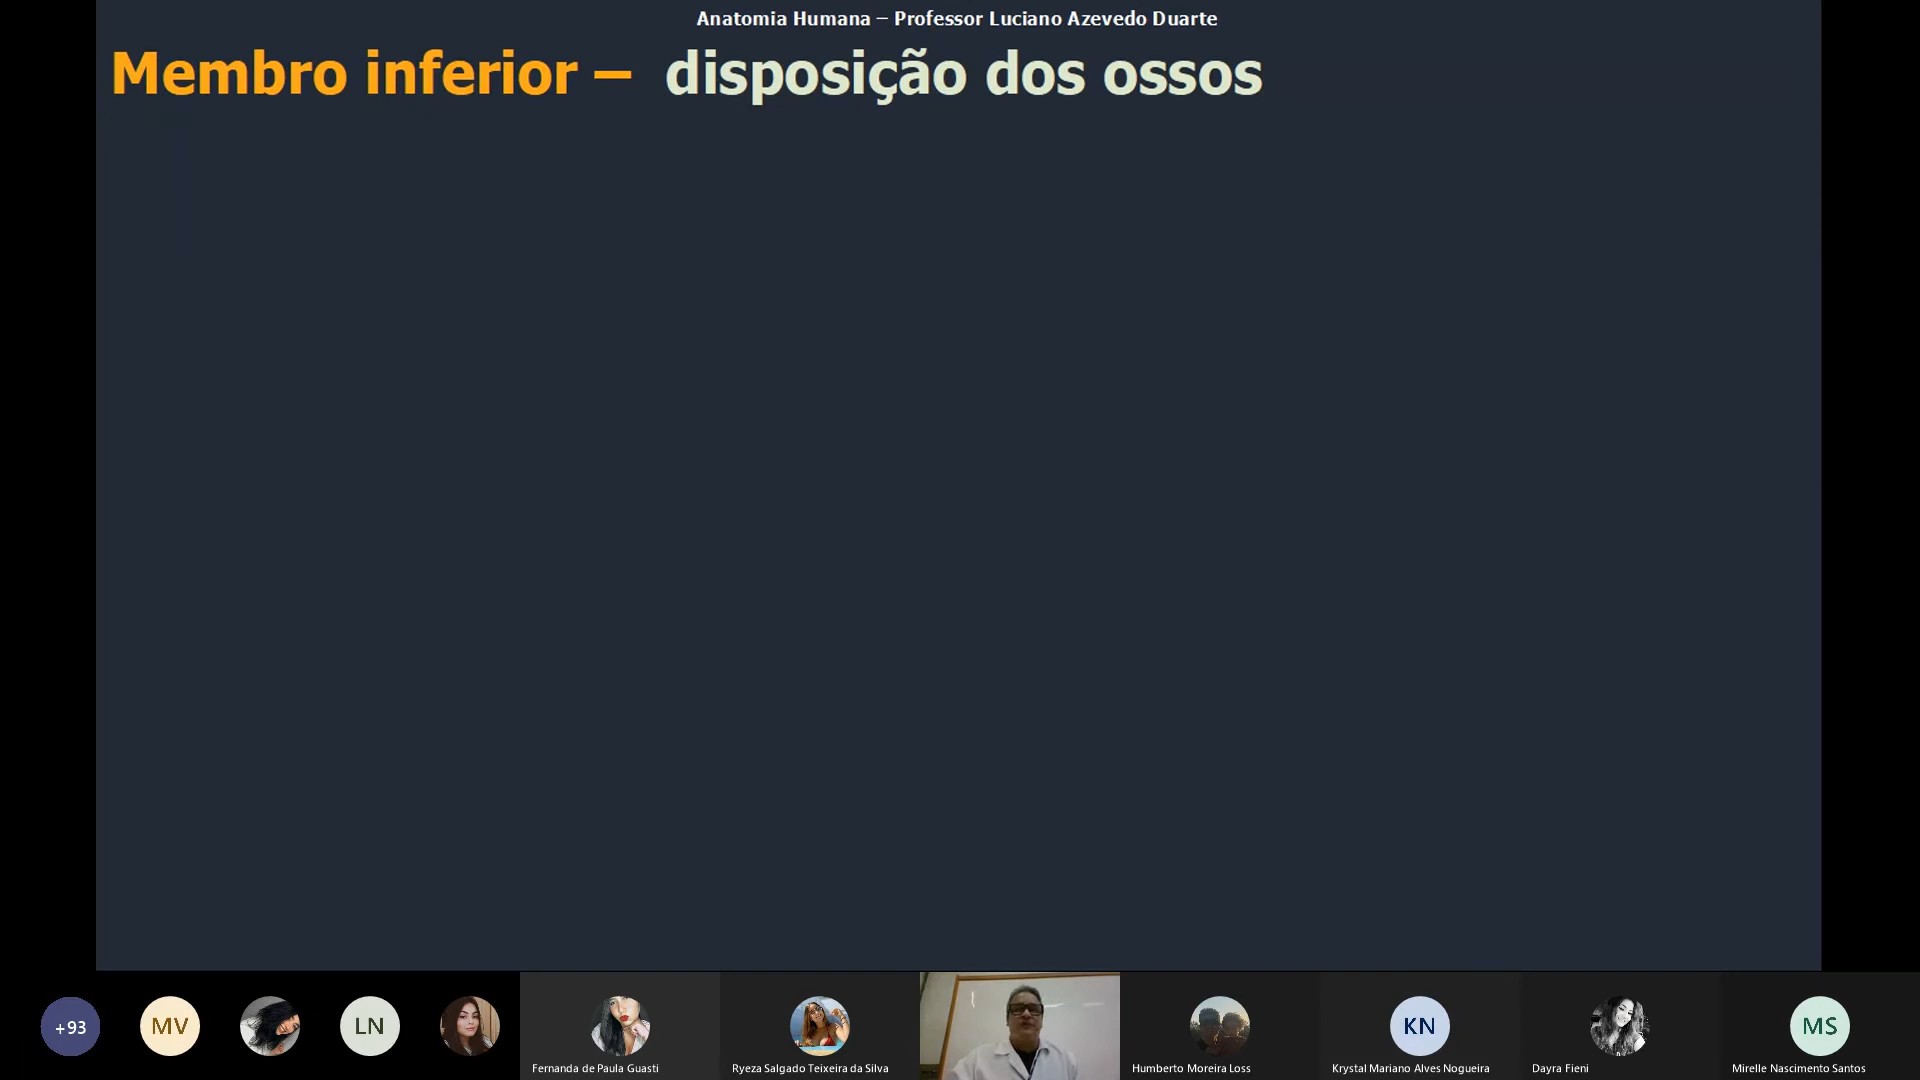 Anatomia Humana – Professor Luciano Azevedo Duarte
Membro inferior – disposição dos ossos
+93
MV
LN
Fernanda de Paula Guasti
Ryeza Salgado Teixeira da Silva
Humberto Moreira Loss
KN
Krystal Mariano Alves Nogueira
Dayra Fieni
MS
Mirelle Nascimento Santos